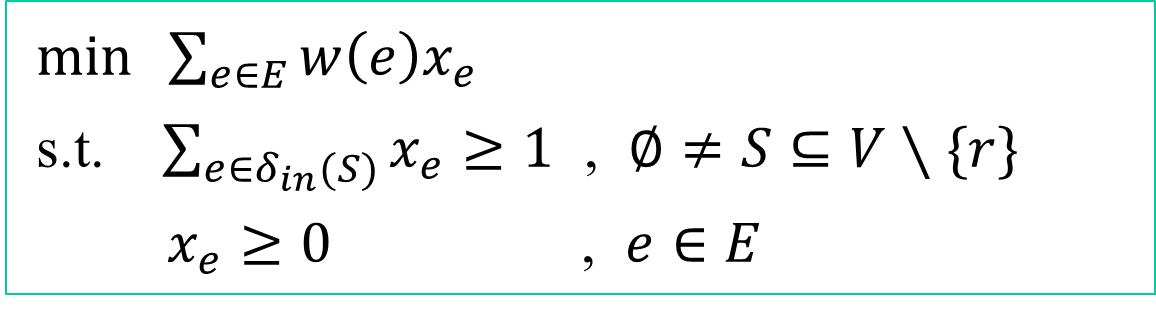 min ∑_{e∈E} w(e)x_e
s.t. ∑_{e∈δ_{in}(S)} x_e ≥ 1 , ∅ ≠ S ⊆ V \ {r}
x_e ≥ 0 , e ∈ E